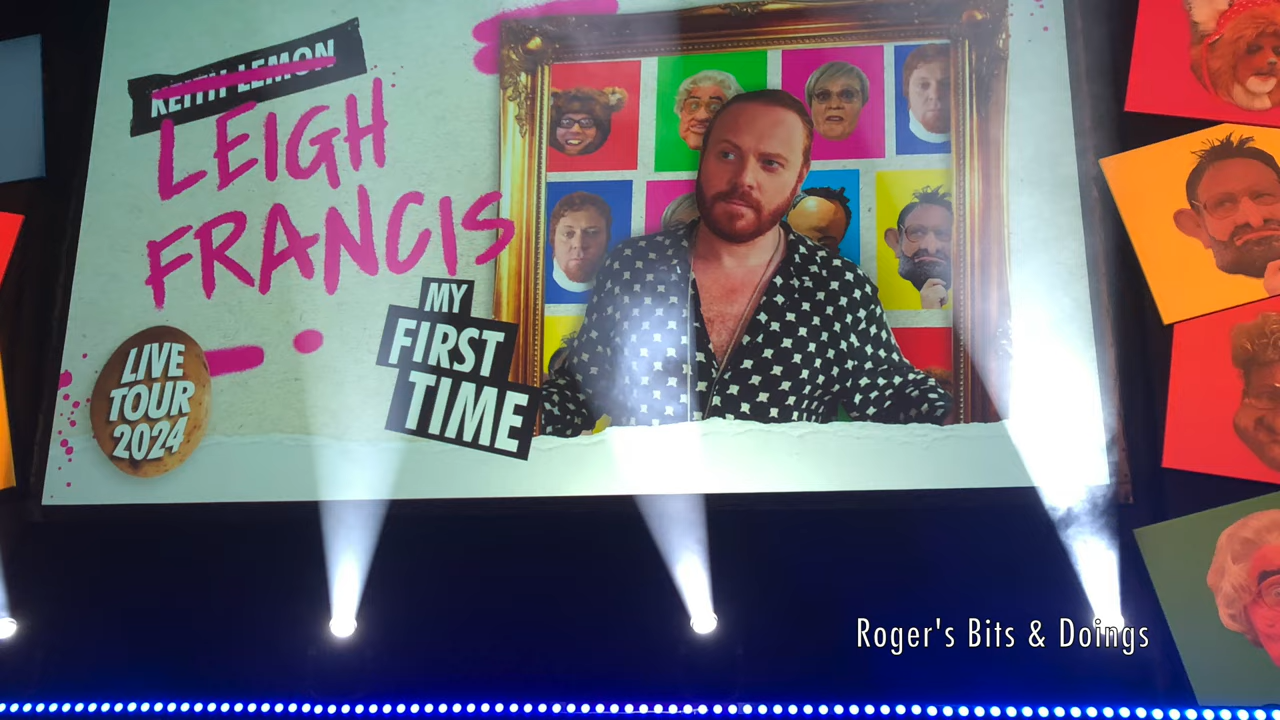 KEITH LEMON
LEIGH
FRANCIS
MY
FIRST
TIME
LIVE
TOUR
2024
Roger's Bits & Doings